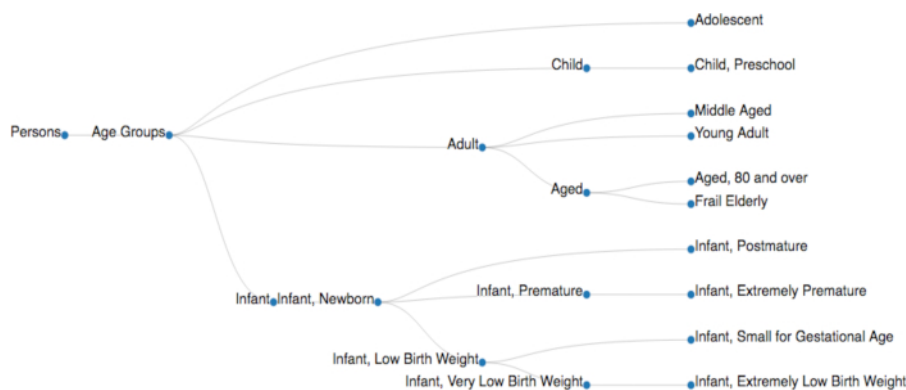 Adolescent
Child
Child, Preschool
Middle Aged
Persons
Age Groups
Young Adult
Adult
Aged, 80 and over
Aged
Frail Elderly
Infant, Postmature
Infant, Premature
Infant, Extremely Premature
Infant
Infant, Newborn
Infant, Small for Gestational Age
Infant, Low Birth Weight
Infant, Very Low Birth Weight
Infant, Extremely Low Birth Weight